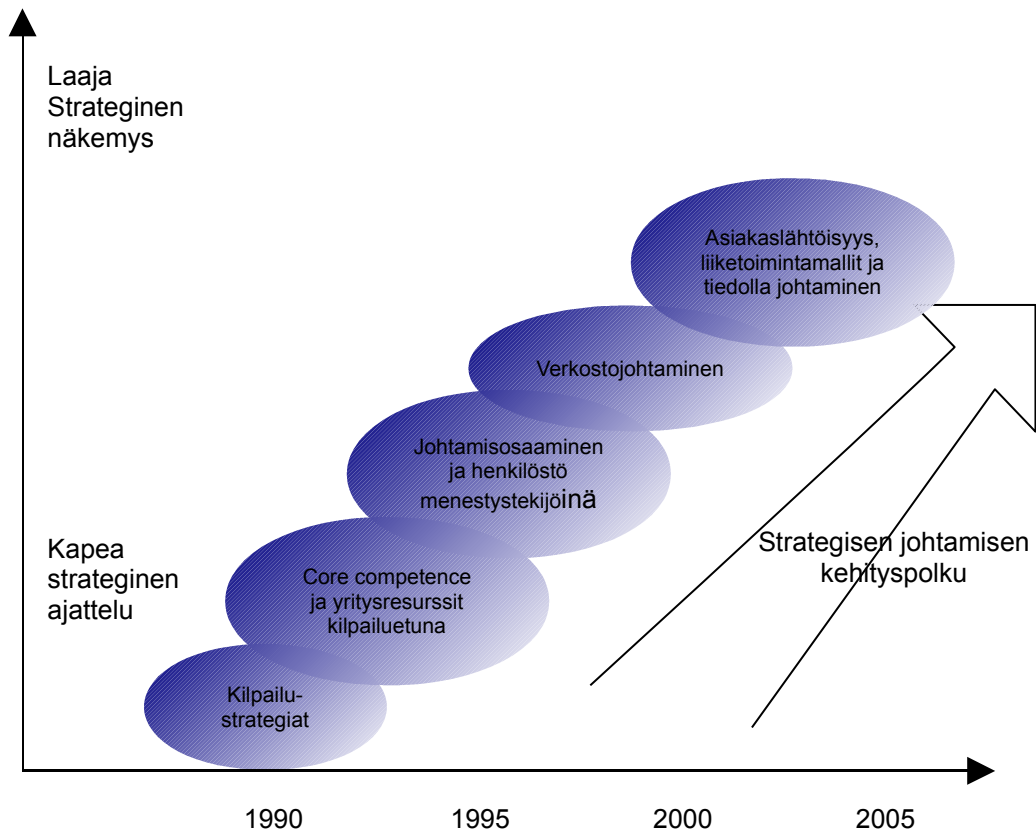 Laaja
Strateginen
näkemys
Asiakaslähtöisyys,
liiketoimintamallit ja
tiedolla johtaminen
Verkostojohtaminen
Johtamisosaaminen
ja henkilöstö
menestystekijöinä
Kapea
strateginen
ajattelu
Strategisen johtamisen
kehityspolku
Core competence
ja yritysresurssit
kilpailuetuna
Kilpailu-
strategiat
1990 1995 2000 2005